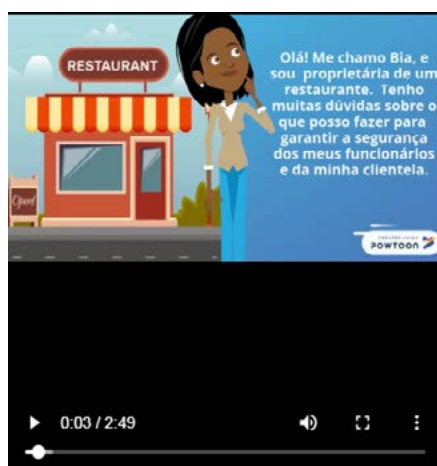 RESTAURANT
Olá! Me chamo Bia, e
sou proprietária de um
restaurante. Tenho
muitas dúvidas sobre o
que posso fazer para
garantir a segurança
dos meus funcionários
e da minha clientela.
Open
POWTOON
0:03 / 2:49